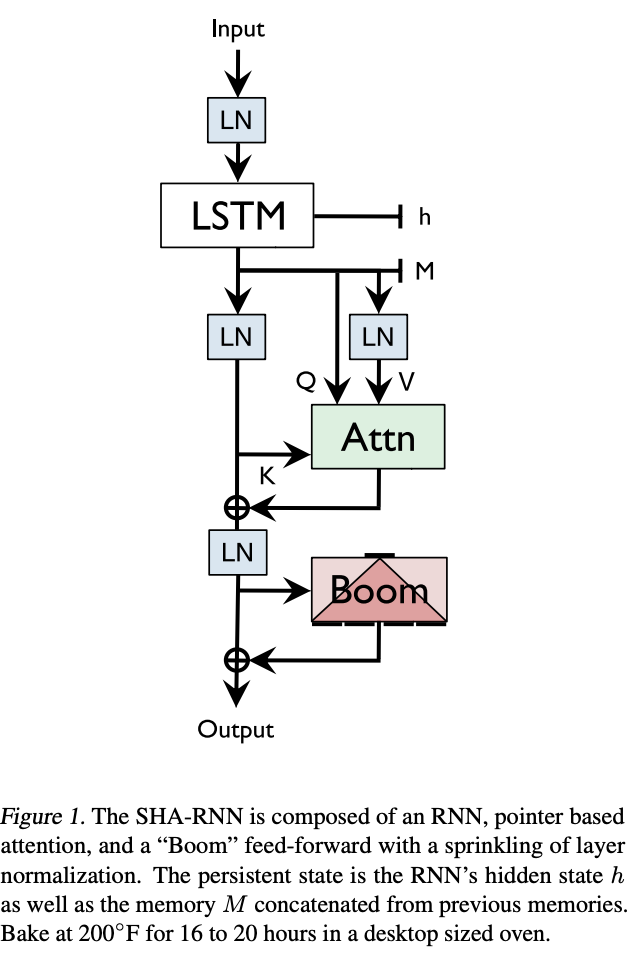 Input
LN
LSTM
h
M
LN
LN
Q
V
Attn
K
LN
Boom
Output
Figure 1. The SHA-RNN is composed of an RNN, pointer based
attention, and a “Boom” feed-forward with a sprinkling of layer
normalization. The persistent state is the RNN’s hidden state h
as well as the memory M concatenated from previous memories.
Bake at 200°F for 16 to 20 hours in a desktop sized oven.